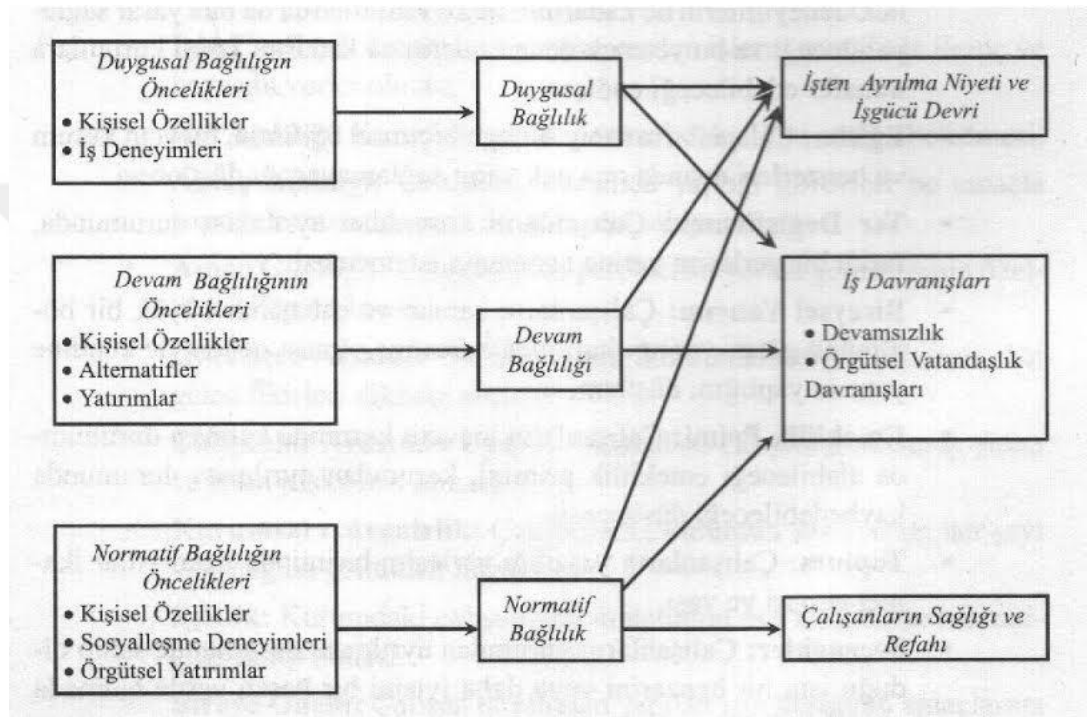 Duygusal Bağlılığın
Öncelikleri
• Kişisel Özellikler
• İş Deneyimleri
Duygusal
Bağlılık
İşten Ayrılma Niyeti ve
İşgücü Devri
Devam Bağlılığının
Öncelikleri
• Kişisel Özellikler
• Alternatifler
• Yatırımlar
Devam
Bağlılığı
İş Davranışları
• Devamsızlık
• Örgütsel Vatandaşlık
Davranışları
Normatif Bağlılığın
Öncelikleri
• Kişisel Özellikler
• Sosyalleşme Deneyimleri
• Örgütsel Yatırımlar
Normatif
Bağlılık
Çalışanların Sağlığı ve
Refahı